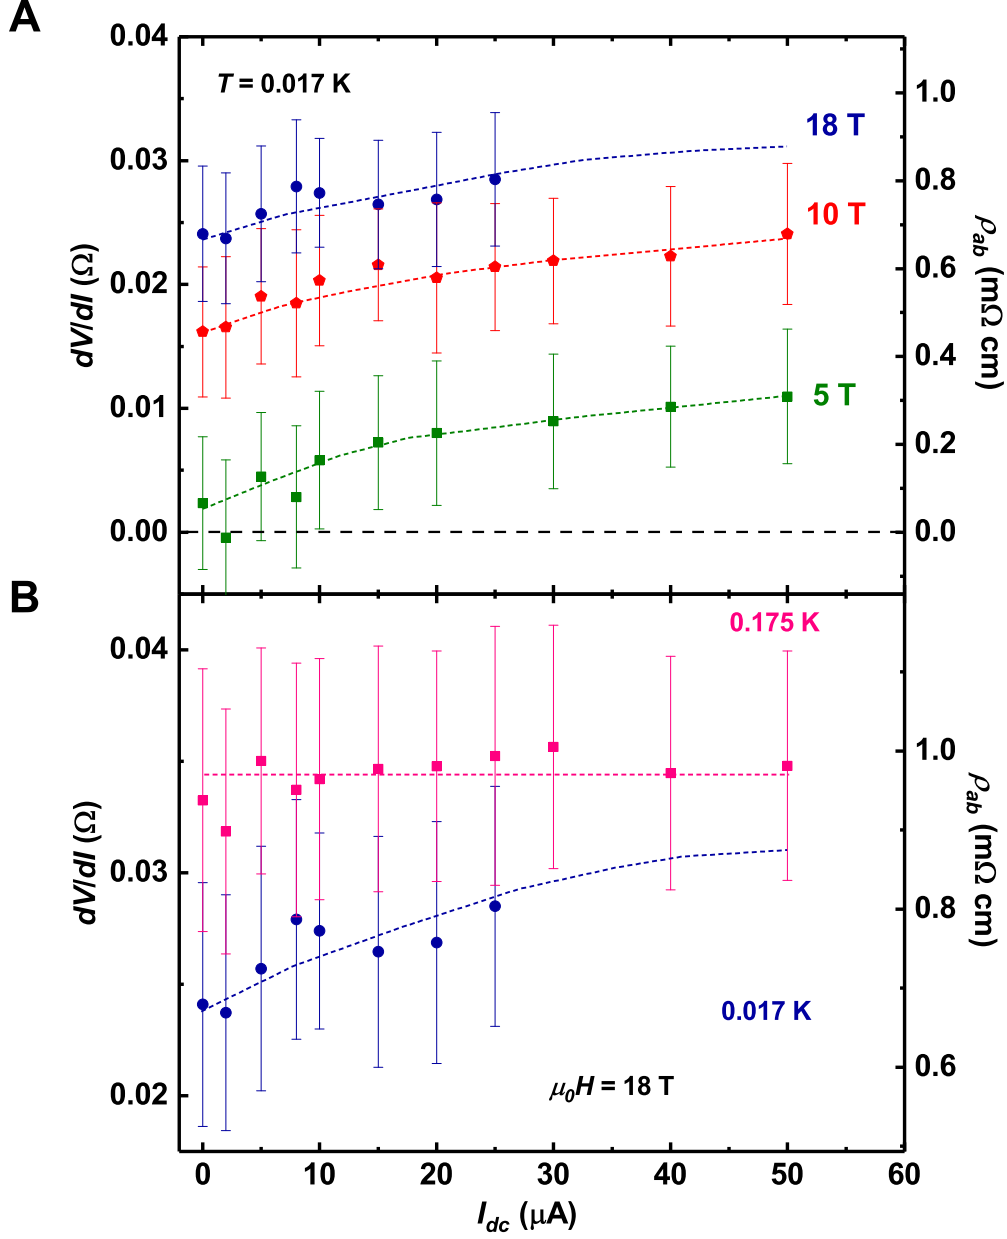 A
T = 0.017 K
18 T
10 T
5 T
0.04
0.03
0.02
0.01
0.00
dV/dI (Ω)
1.0
0.8
0.6
0.4
0.2
0.0
ρab (mΩ cm)
B
0.175 K
0.017 K
μ0H = 18 T
0.04
0.03
0.02
dV/dI (Ω)
1.0
0.8
0.6
ρab (mΩ cm)
0 10 20 30 40 50 60
Idc (μA)